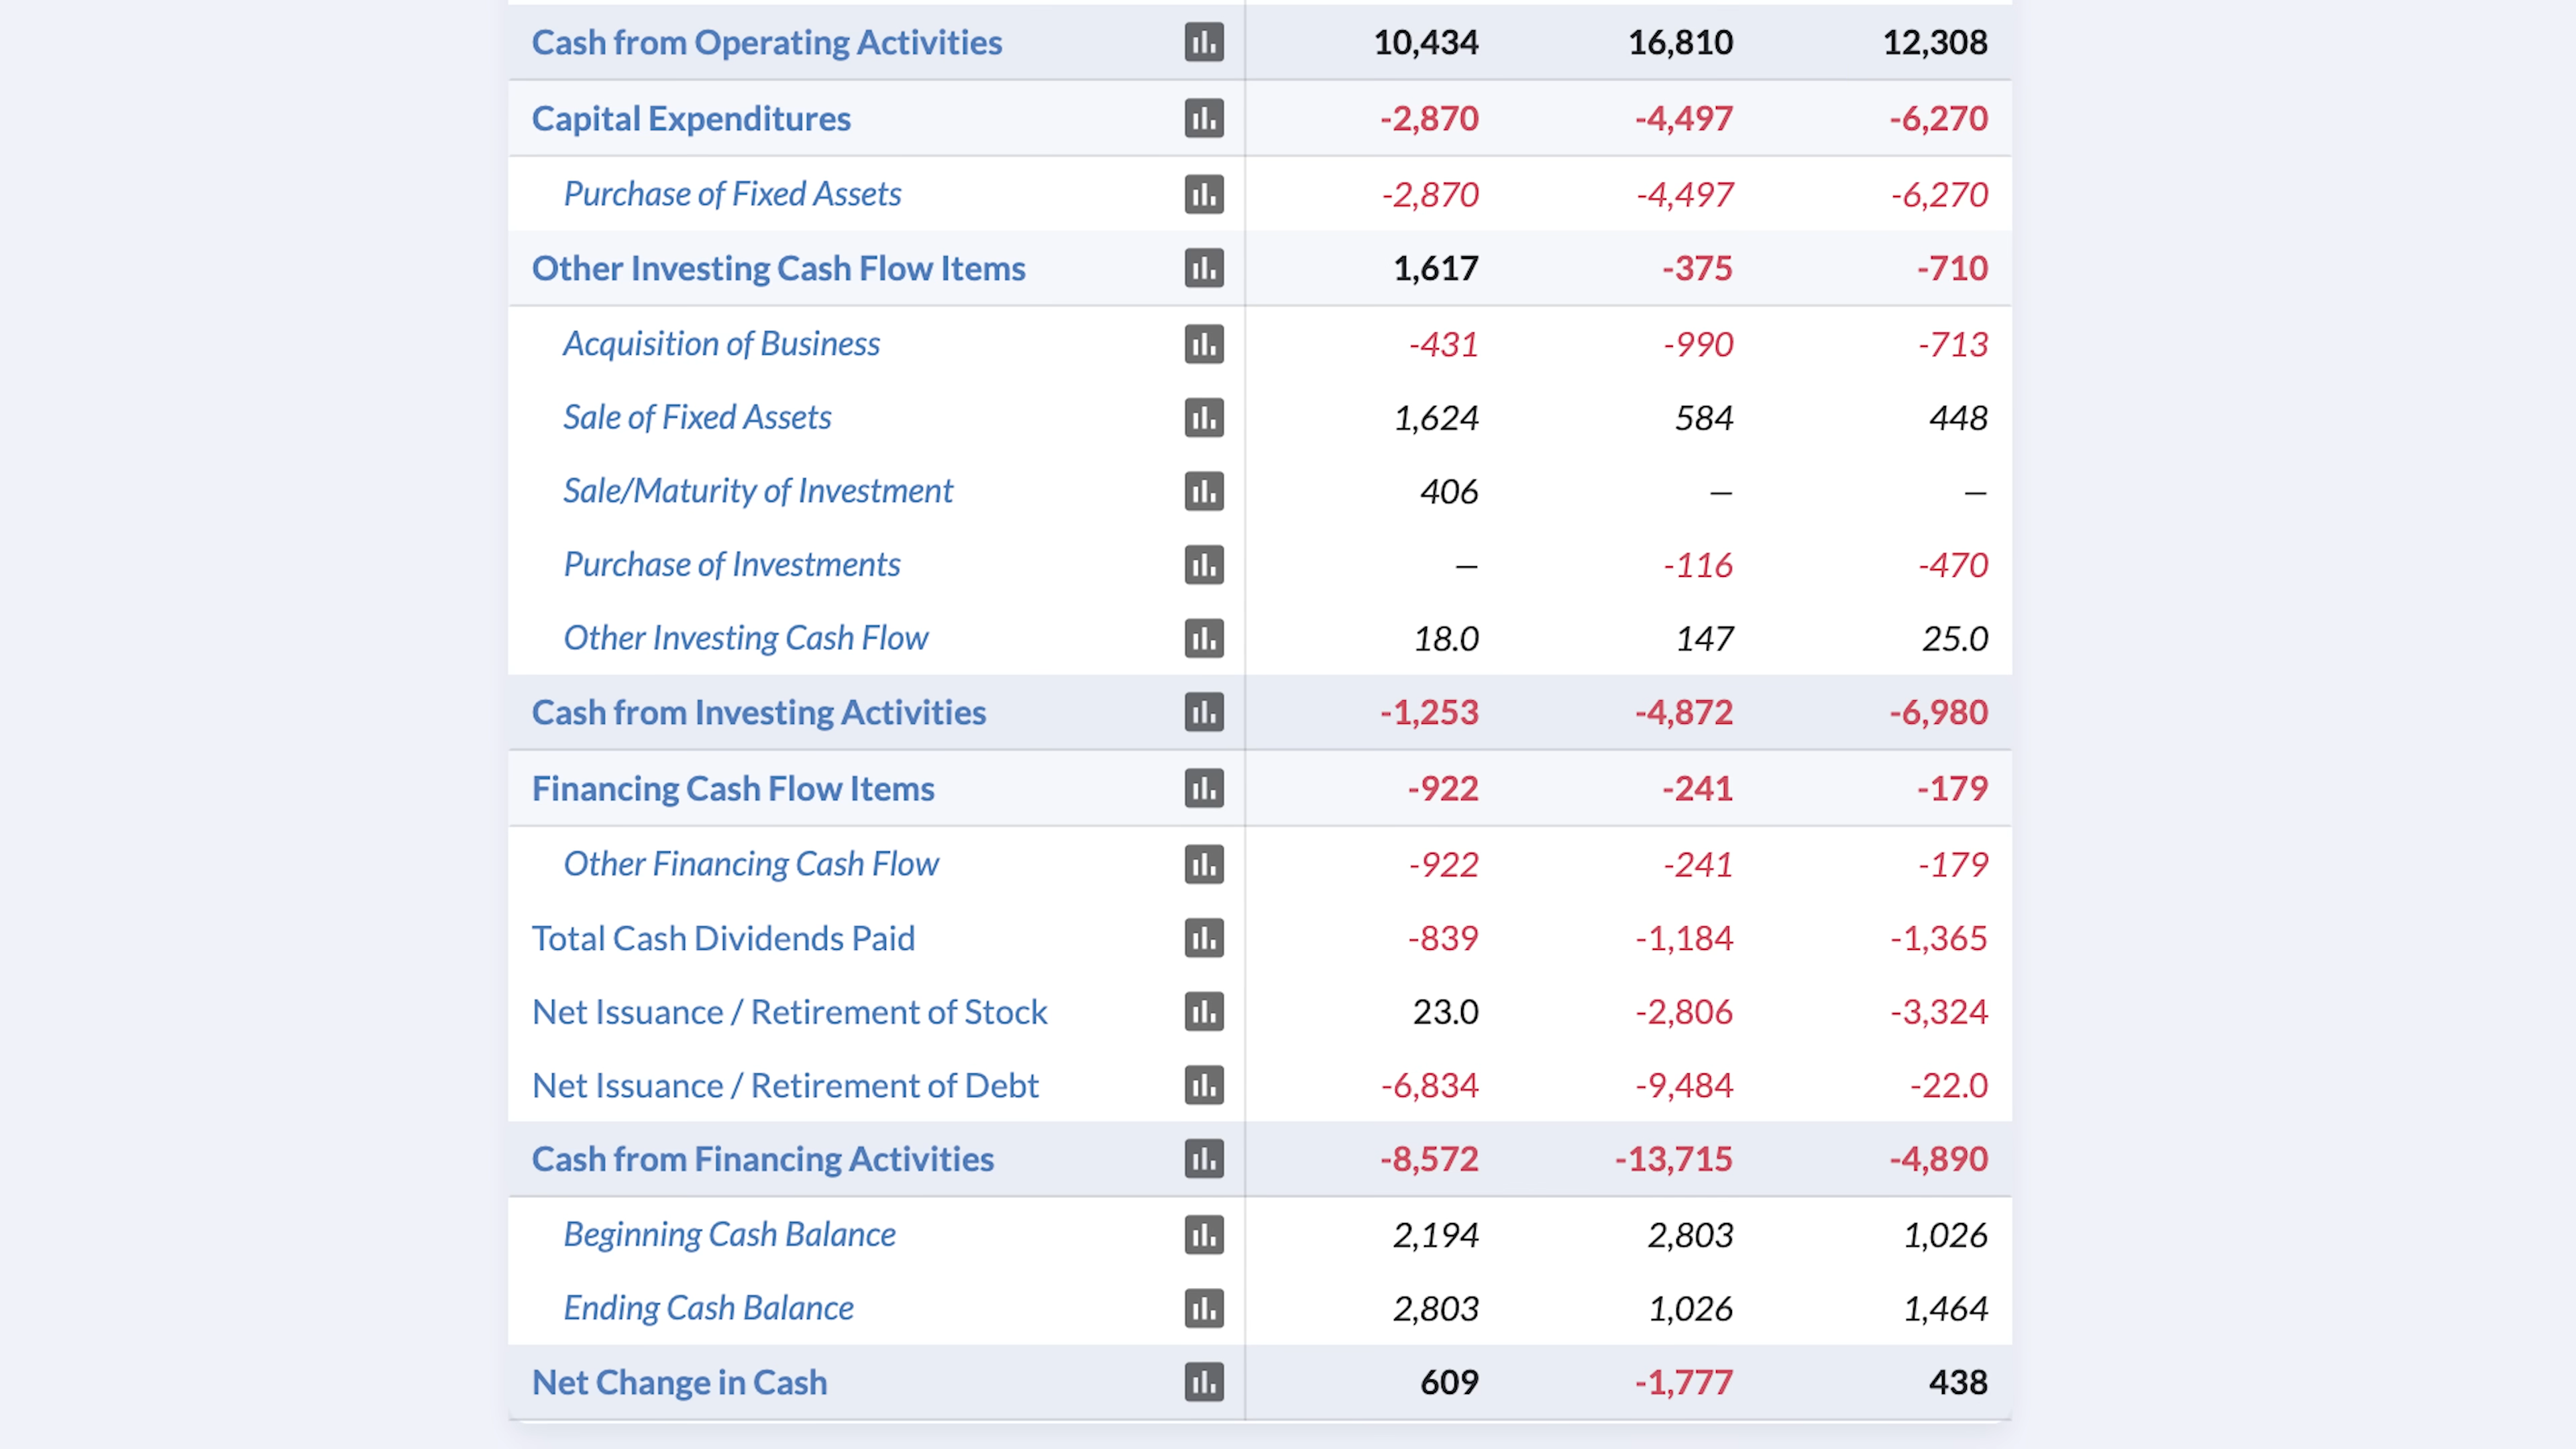 Cash from Operating Activities 10,434 16,810 12,308
Capital Expenditures -2,870 -4,497 -6,270
Purchase of Fixed Assets -2,870 -4,497 -6,270
Other Investing Cash Flow Items 1,617 -375 -710
Acquisition of Business -431 -990 -713
Sale of Fixed Assets 1,624 584 448
Sale/Maturity of Investment 406 — —
Purchase of Investments — -116 -470
Other Investing Cash Flow 18.0 147 25.0
Cash from Investing Activities -1,253 -4,872 -6,980
Financing Cash Flow Items -922 -241 -179
Other Financing Cash Flow -922 -241 -179
Total Cash Dividends Paid -839 -1,184 -1,365
Net Issuance / Retirement of Stock 23.0 -2,806 -3,324
Net Issuance / Retirement of Debt -6,834 -9,484 -22.0
Cash from Financing Activities -8,572 -13,715 -4,890
Beginning Cash Balance 2,194 2,803 1,026
Ending Cash Balance 2,803 1,026 1,464
Net Change in Cash 609 -1,777 438